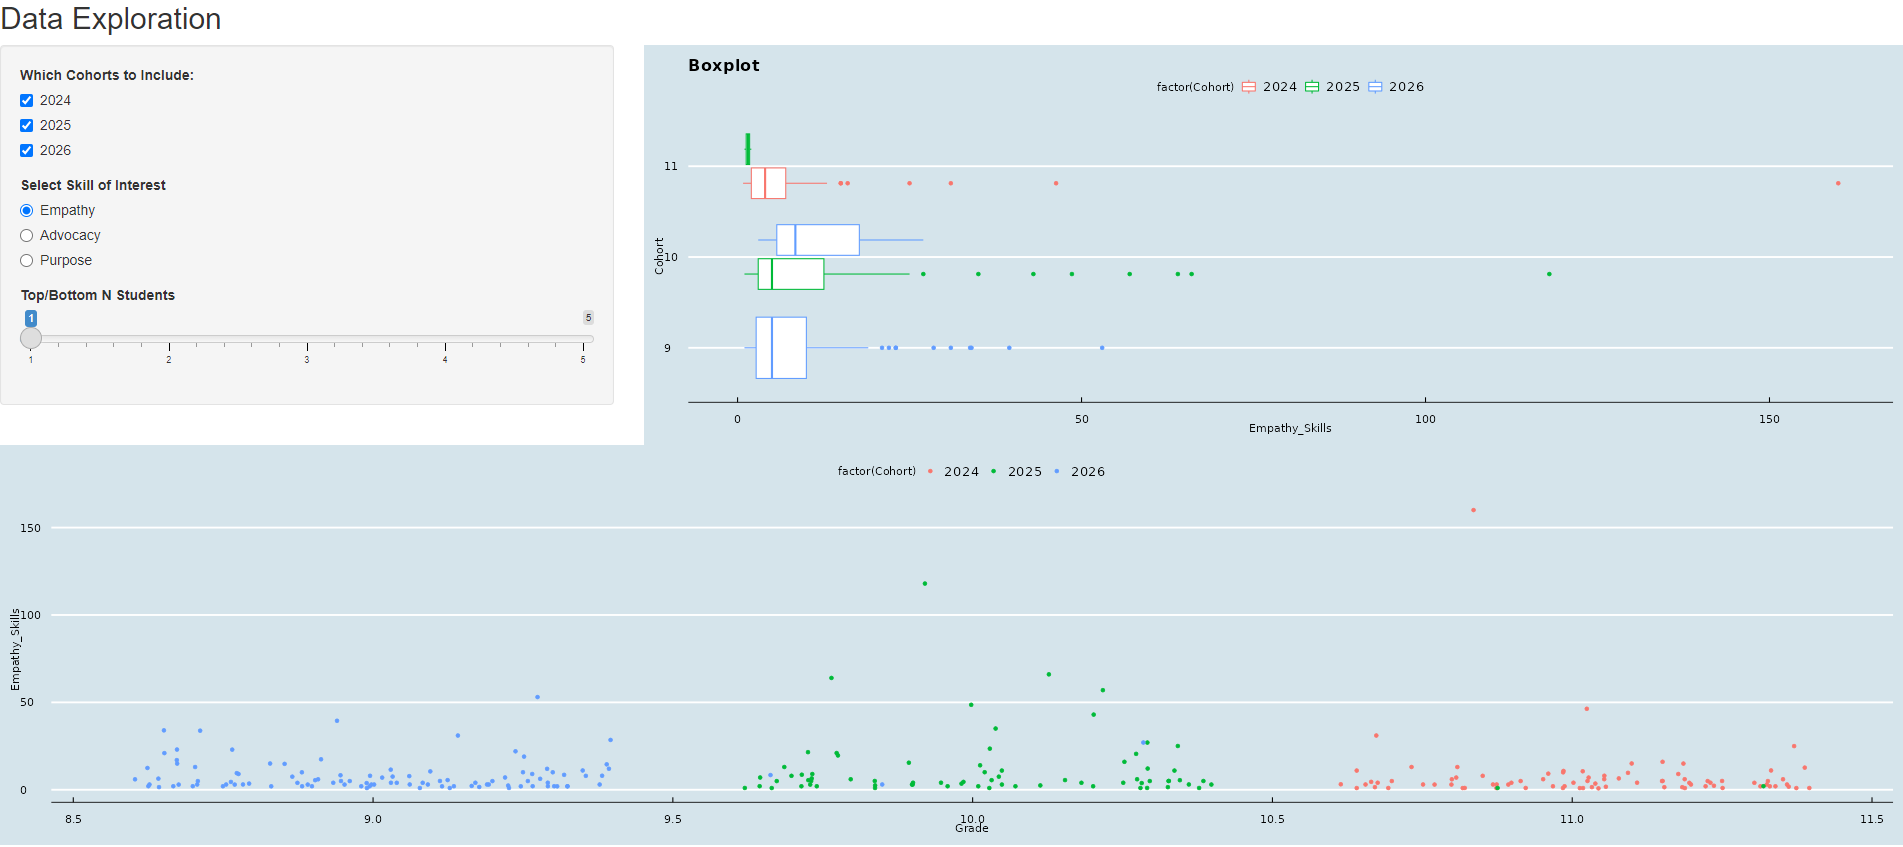 Data Exploration
Which Cohorts to Include:
2024
2025
2026
Select Skill of Interest
Empathy
Advocacy
Purpose
Top/Bottom N Students
1 5
1 2 3 4 5
Boxplot
factor(Cohort) 2024 2025 2026
11
10
9
Cohort
0 50 100 150
Empathy_Skills
factor(Cohort) 2024 2025 2026
150
100
50
0
Empathy_Skills
8.5 9.0 9.5 10.0 10.5 11.0 11.5
Grade